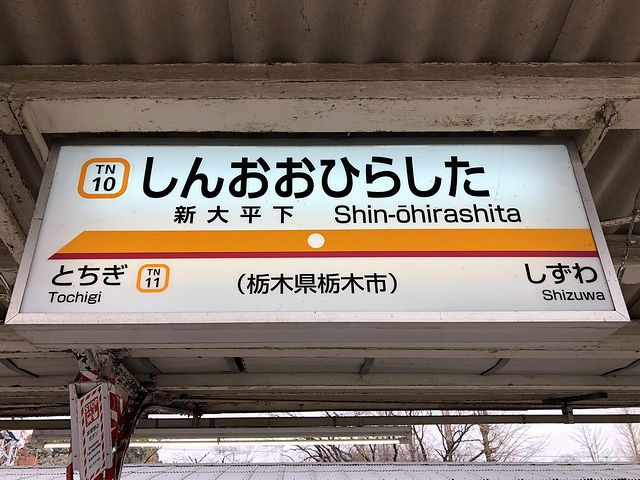 TN
10
しんおおひらした
新大平下 Shin-ōhirashita
とちぎ
Tochigi
TN
11
(栃木県栃木市)
しずわ
Shizuwa